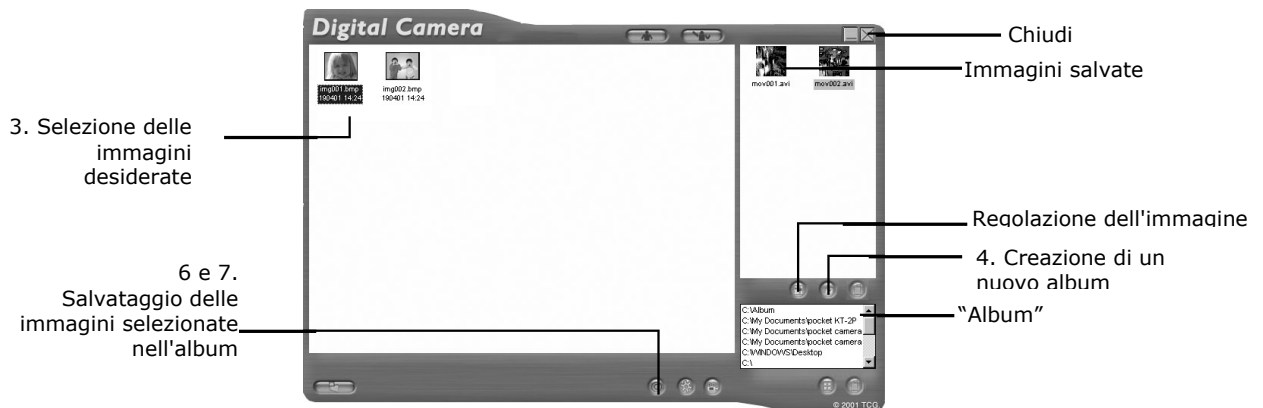 Digital Camera
Chiudi
Immagini salvate
img001.bmp
190401 14:24
img002.bmp
190401 14:24
mov001.avi
mov002.avi
3. Selezione delle
immagini
desiderate
Regolazione dell'immagine
4. Creazione di un
nuovo album
6 e 7.
Salvataggio delle
immagini selezionate
nell'album
C:\Album
C:\My Documents\pocket KT-2P
C:\My Documents\pocket camera
C:\My Documents\pocket camera
C:\WINDOWS\Desktop
C:\
“Album”
© 2001 TCG